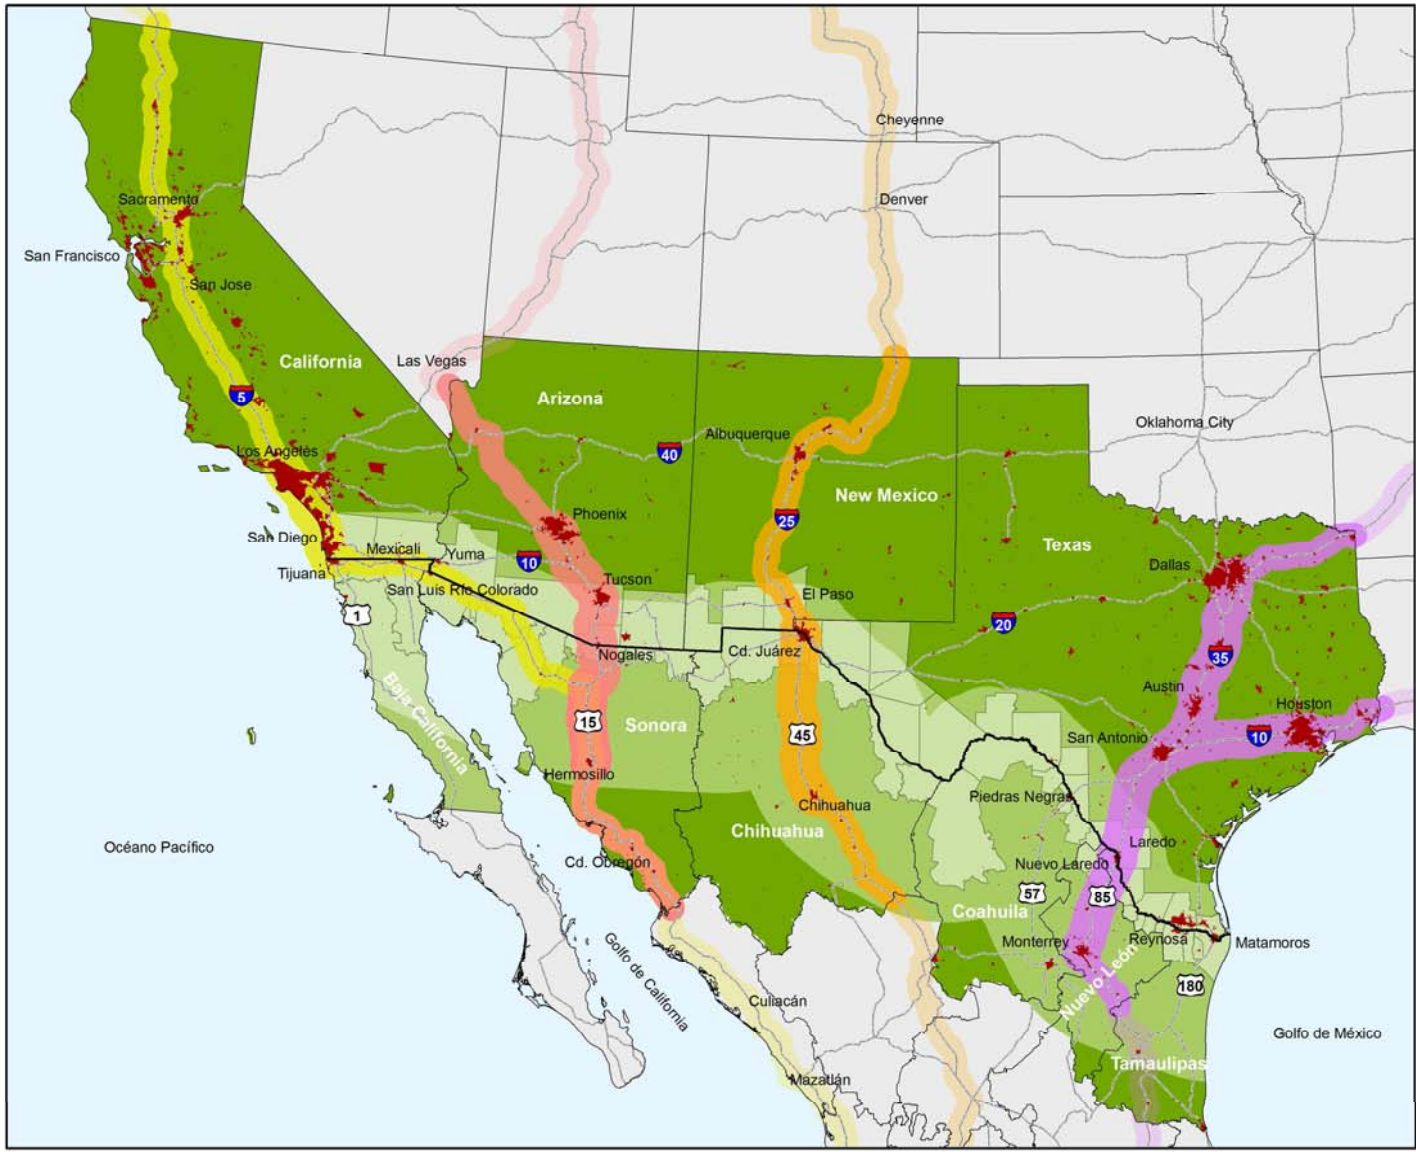 Cheyenne
Sacramento
Denver
San Francisco
San Jose
California
Las Vegas
Arizona
5
Oklahoma City
Albuquerque
Los Angeles
40
New Mexico
Phoenix
25
San Diego
Mexicali
Yuma
10
Texas
Dallas
Tijuana
San Luis Río Colorado
Tucson
El Paso
1
20
Nogales
Cd. Juárez
35
Baja California
Austin
Houston
15
Sonora
45
San Antonio
10
Hermosillo
Piedras Negras
Chihuahua
Chihuahua
Océano Pacífico
Laredo
Cd. Obregón
Nuevo Laredo
57
85
Coahuila
Golfo de California
Monterrey
Reynosa
Matamoros
Nuevo León
180
Culiacán
Golfo de México
Tamaulipas
Mazatlán